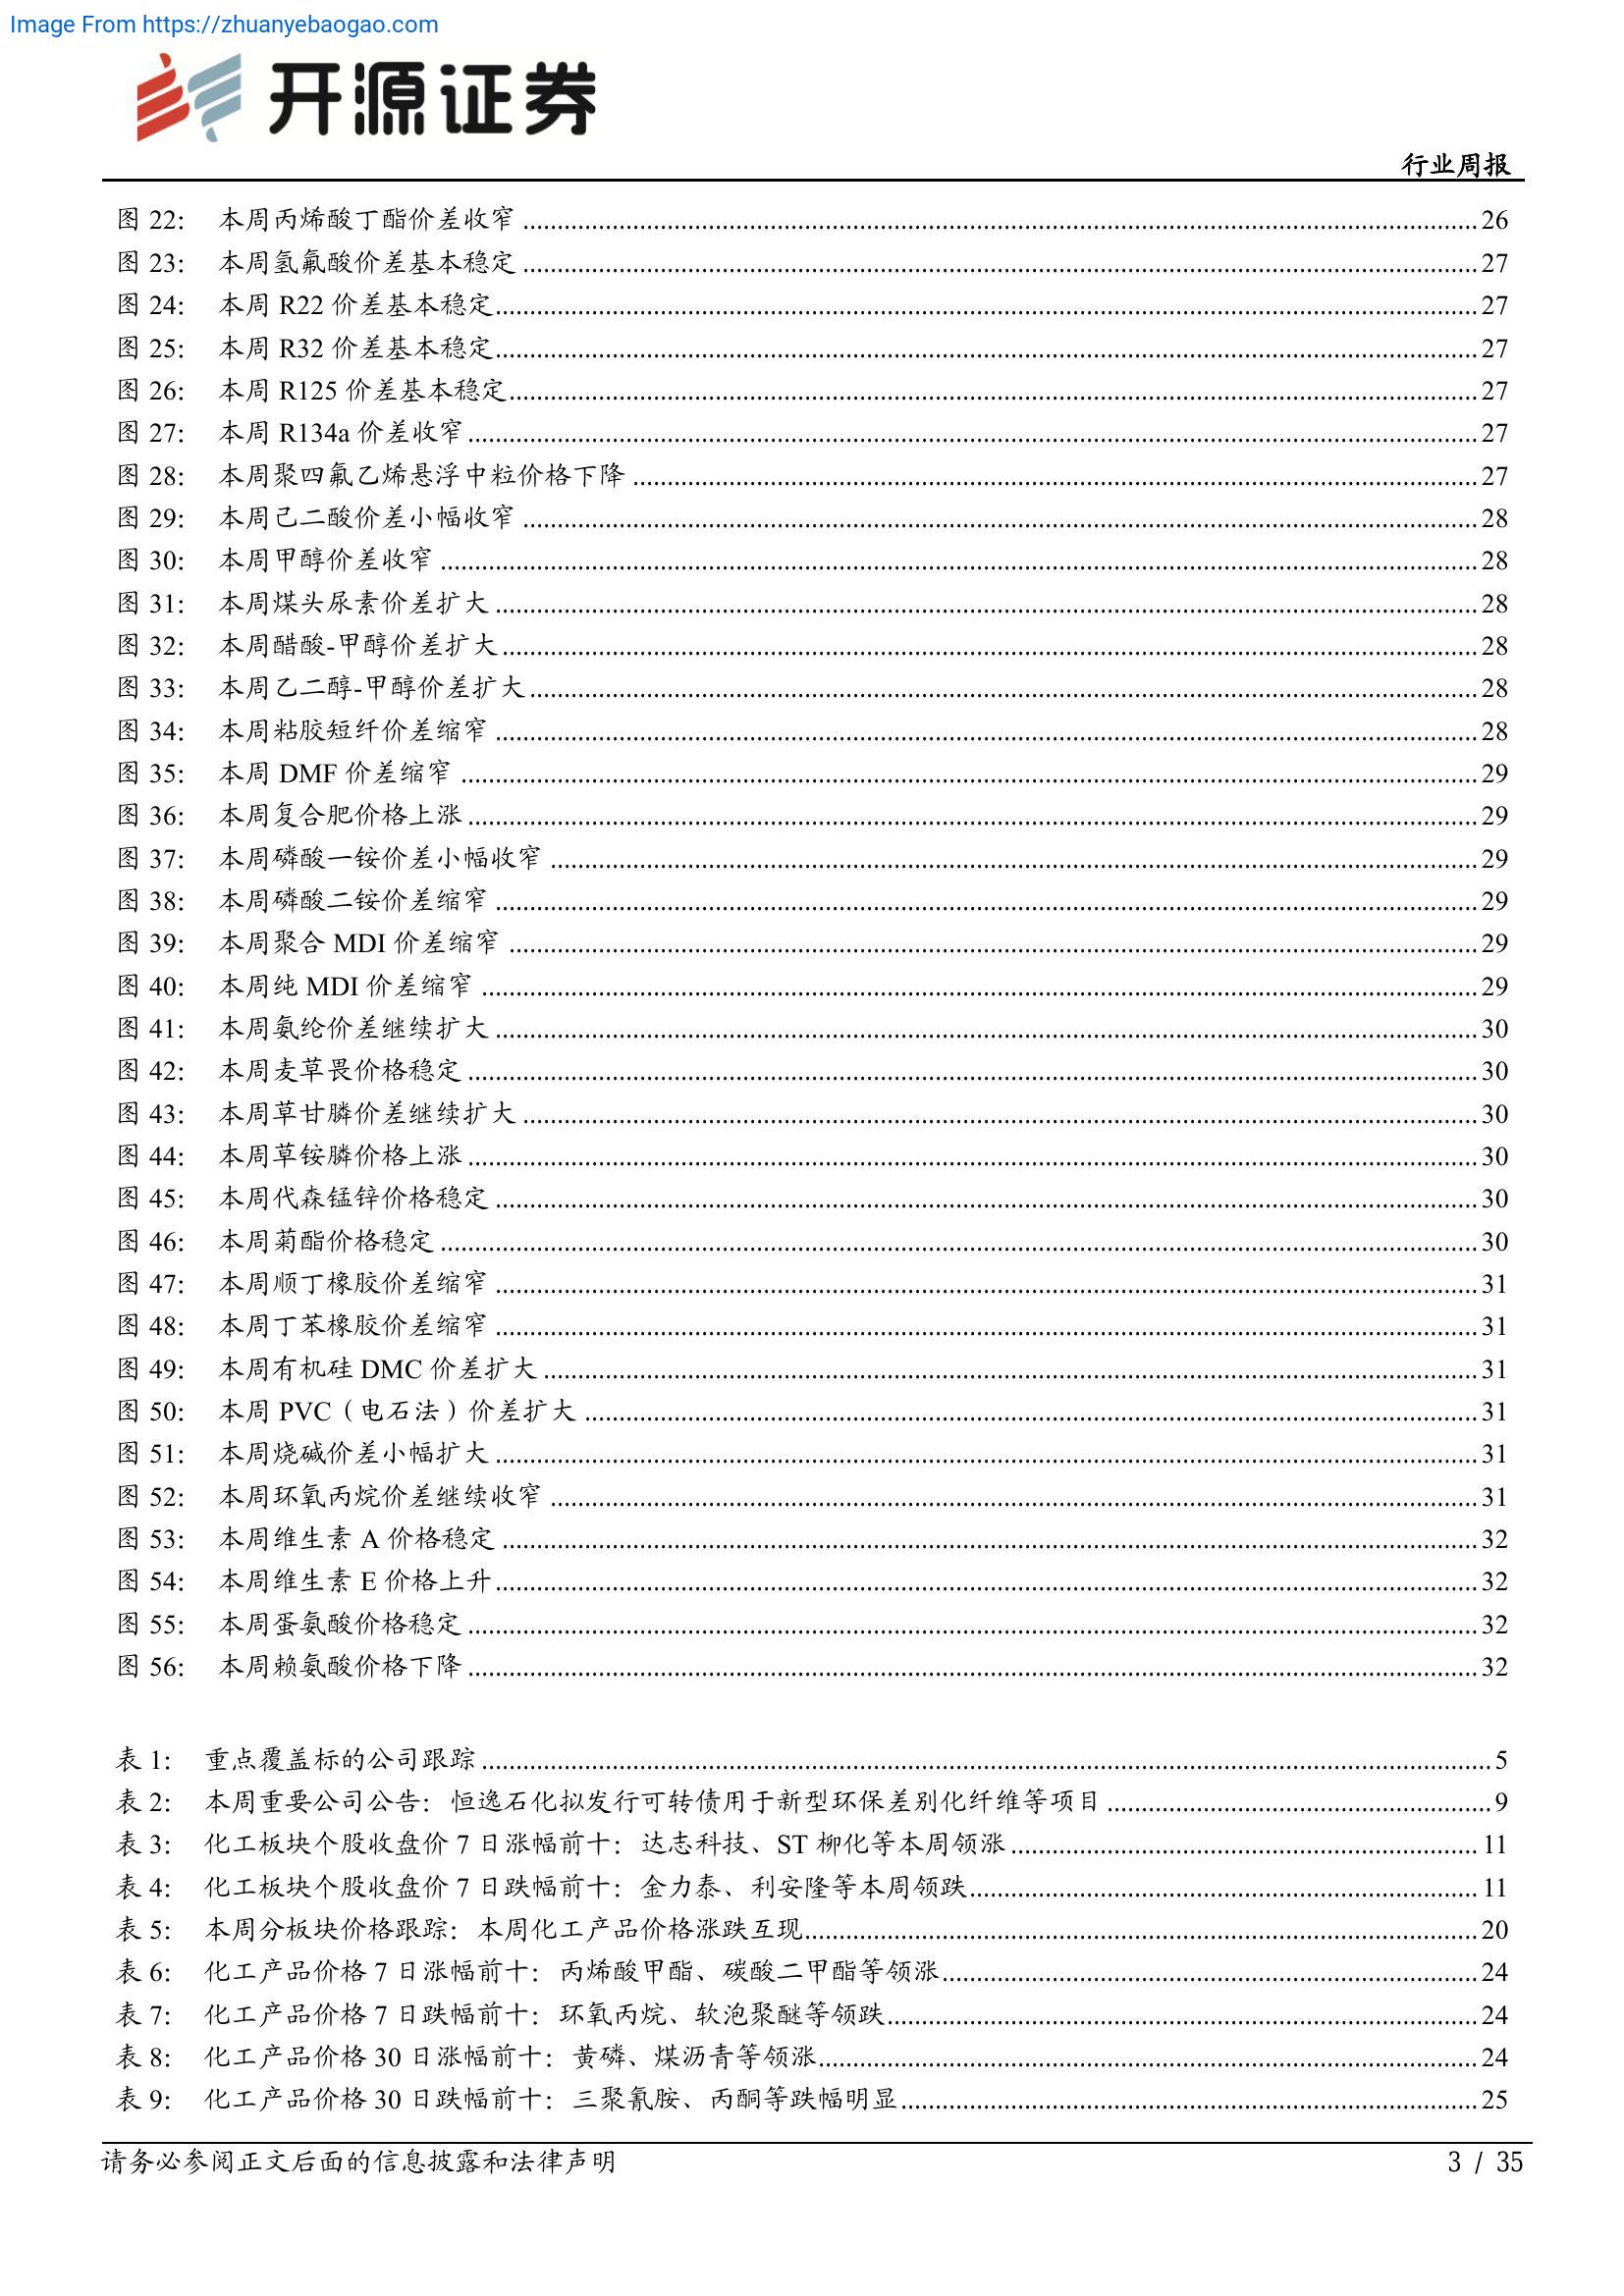 Image From https://zhuanyebaogao.com
开源证券
行业周报
图 22： 本周丙烯酸丁酯价差收窄 ........ 26
图 23： 本周氢氟酸价差基本稳定 ........ 27
图 24： 本周 R22 价差基本稳定 ........ 27
图 25： 本周 R32 价差基本稳定 ........ 27
图 26： 本周 R125 价差基本稳定 ........ 27
图 27： 本周 R134a 价差收窄 ........ 27
图 28： 本周聚四氟乙烯悬浮中粒价格下降 ........ 27
图 29： 本周己二酸价差小幅收窄 ........ 28
图 30： 本周甲醇价差收窄 ........ 28
图 31： 本周煤头尿素价差扩大 ........ 28
图 32： 本周醋酸-甲醇价差扩大 ........ 28
图 33： 本周乙二醇-甲醇价差扩大 ........ 28
图 34： 本周粘胶短纤价差缩窄 ........ 28
图 35： 本周 DMF 价差缩窄 ........ 29
图 36： 本周复合肥价格上涨 ........ 29
图 37： 本周磷酸一铵价差小幅收窄 ........ 29
图 38： 本周磷酸二铵价差缩窄 ........ 29
图 39： 本周聚合 MDI 价差缩窄 ........ 29
图 40： 本周纯 MDI 价差缩窄 ........ 29
图 41： 本周氨纶价差继续扩大 ........ 30
图 42： 本周麦草畏价格稳定 ........ 30
图 43： 本周草甘膦价差继续扩大 ........ 30
图 44： 本周草铵膦价格上涨 ........ 30
图 45： 本周代森锰锌价格稳定 ........ 30
图 46： 本周菊酯价格稳定 ........ 30
图 47： 本周顺丁橡胶价差缩窄 ........ 31
图 48： 本周丁苯橡胶价差缩窄 ........ 31
图 49： 本周有机硅 DMC 价差扩大 ........ 31
图 50： 本周 PVC（电石法）价差扩大 ........ 31
图 51： 本周烧碱价差小幅扩大 ........ 31
图 52： 本周环氧丙烷价差继续收窄 ........ 31
图 53： 本周维生素 A 价格稳定 ........ 32
图 54： 本周维生素 E 价格上升 ........ 32
图 55： 本周蛋氨酸价格稳定 ........ 32
图 56： 本周赖氨酸价格下降 ........ 32
表 1： 重点覆盖标的公司跟踪 ........ 5
表 2： 本周重要公司公告：恒逸石化拟发行可转债用于新型环保差别化纤维等项目 ........ 9
表 3： 化工板块个股收盘价 7 日涨幅前十：达志科技、ST 柳化等本周领涨 ........ 11
表 4： 化工板块个股收盘价 7 日跌幅前十：金力泰、利安隆等本周领跌 ........ 11
表 5： 本周分板块价格跟踪：本周化工产品价格涨跌互现 ........ 20
表 6： 化工产品价格 7 日涨幅前十：丙烯酸甲酯、碳酸二甲酯等领涨 ........ 24
表 7： 化工产品价格 7 日跌幅前十：环氧丙烷、软泡聚醚等领跌 ........ 24
表 8： 化工产品价格 30 日涨幅前十：黄磷、煤沥青等领涨 ........ 24
表 9： 化工产品价格 30 日跌幅前十：三聚氰胺、丙酮等跌幅明显 ........ 25
请务必参阅正文后面的信息披露和法律声明
3 / 35